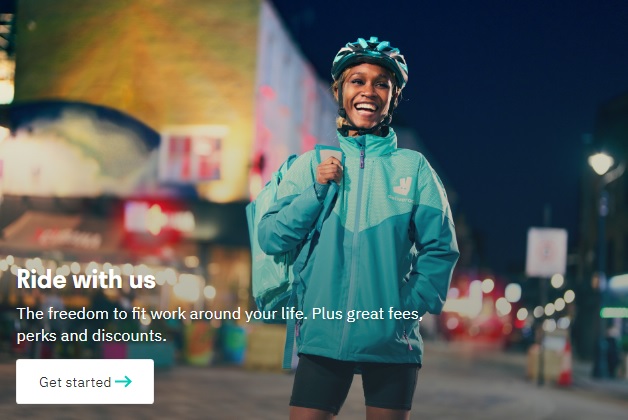 Ride with us
The freedom to fit work around your life. Plus great fees,
perks and discounts.
Get started